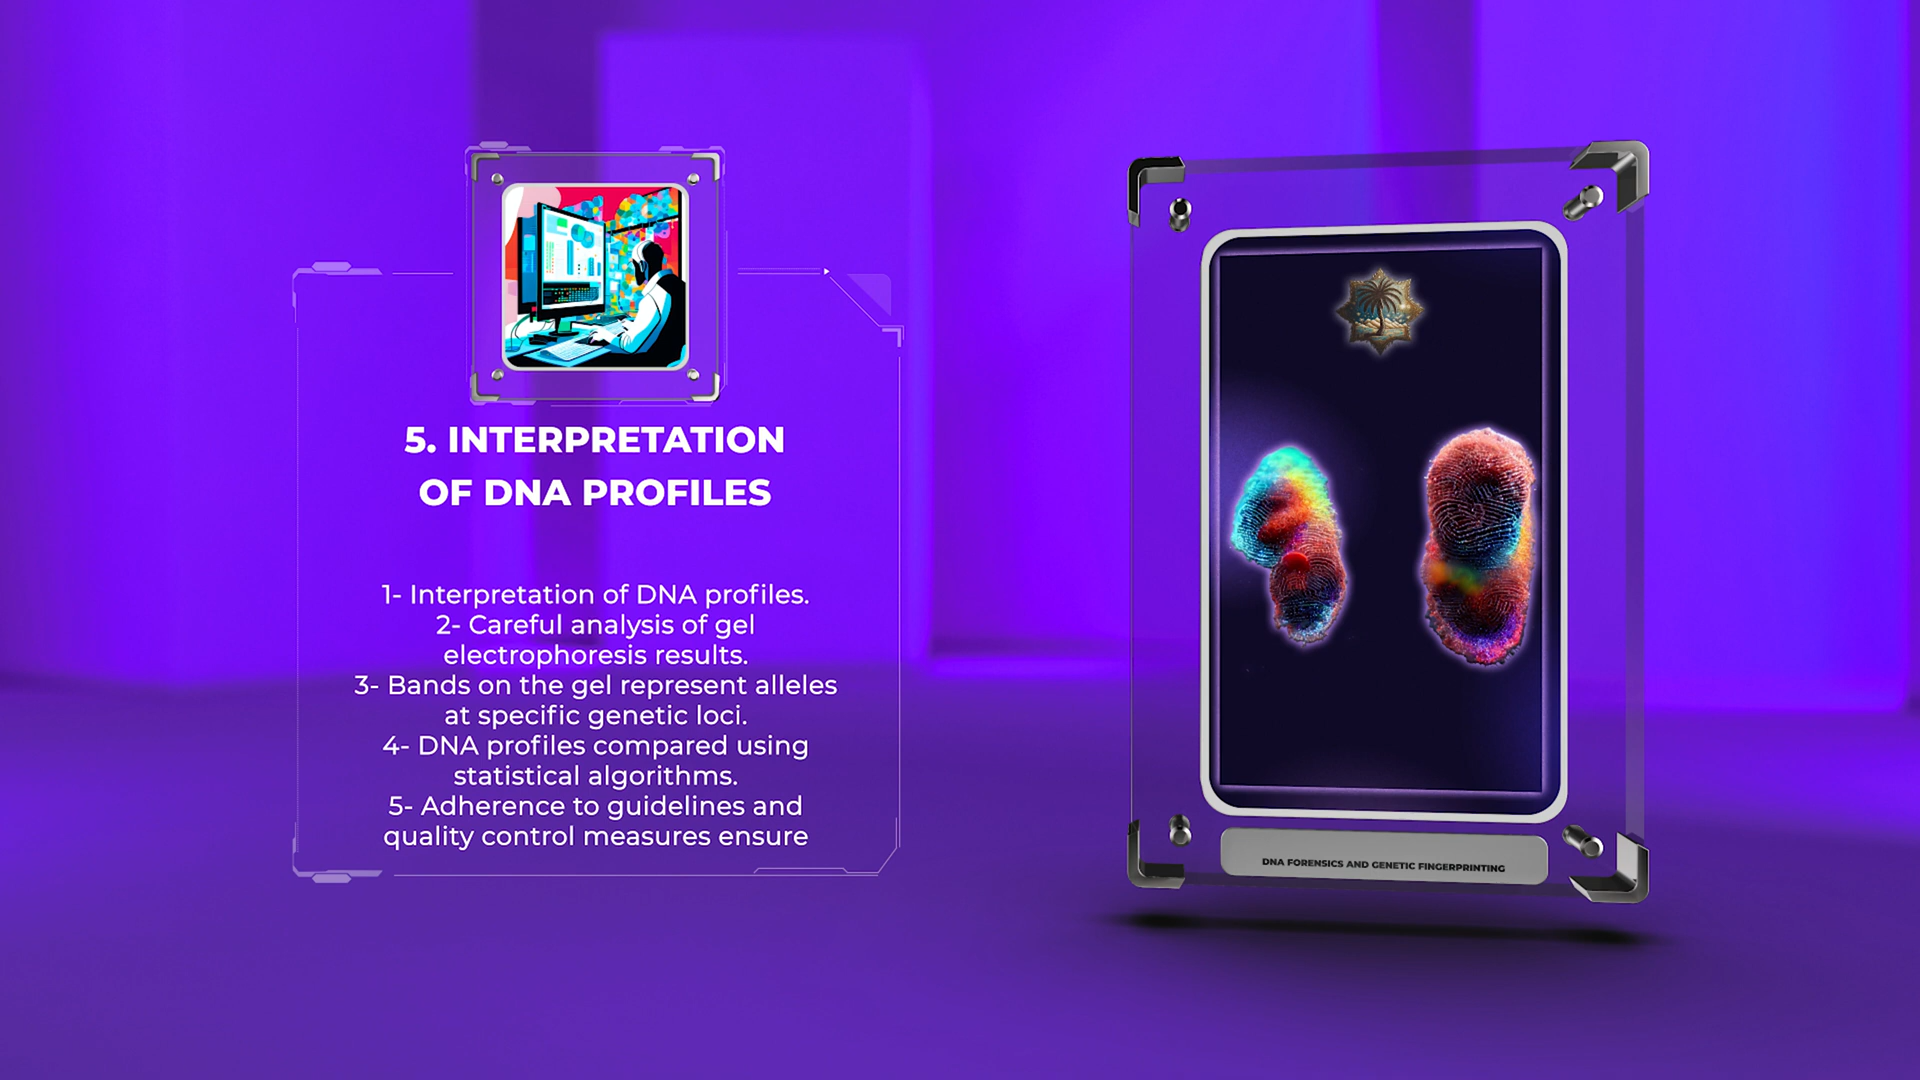 5. INTERPRETATION
OF DNA PROFILES
1- Interpretation of DNA profiles.
2- Careful analysis of gel
electrophoresis results.
3- Bands on the gel represent alleles
at specific genetic loci.
4- DNA profiles compared using
statistical algorithms.
5- Adherence to guidelines and
quality control measures ensure
DNA FORENSICS AND GENETIC FINGERPRINTING